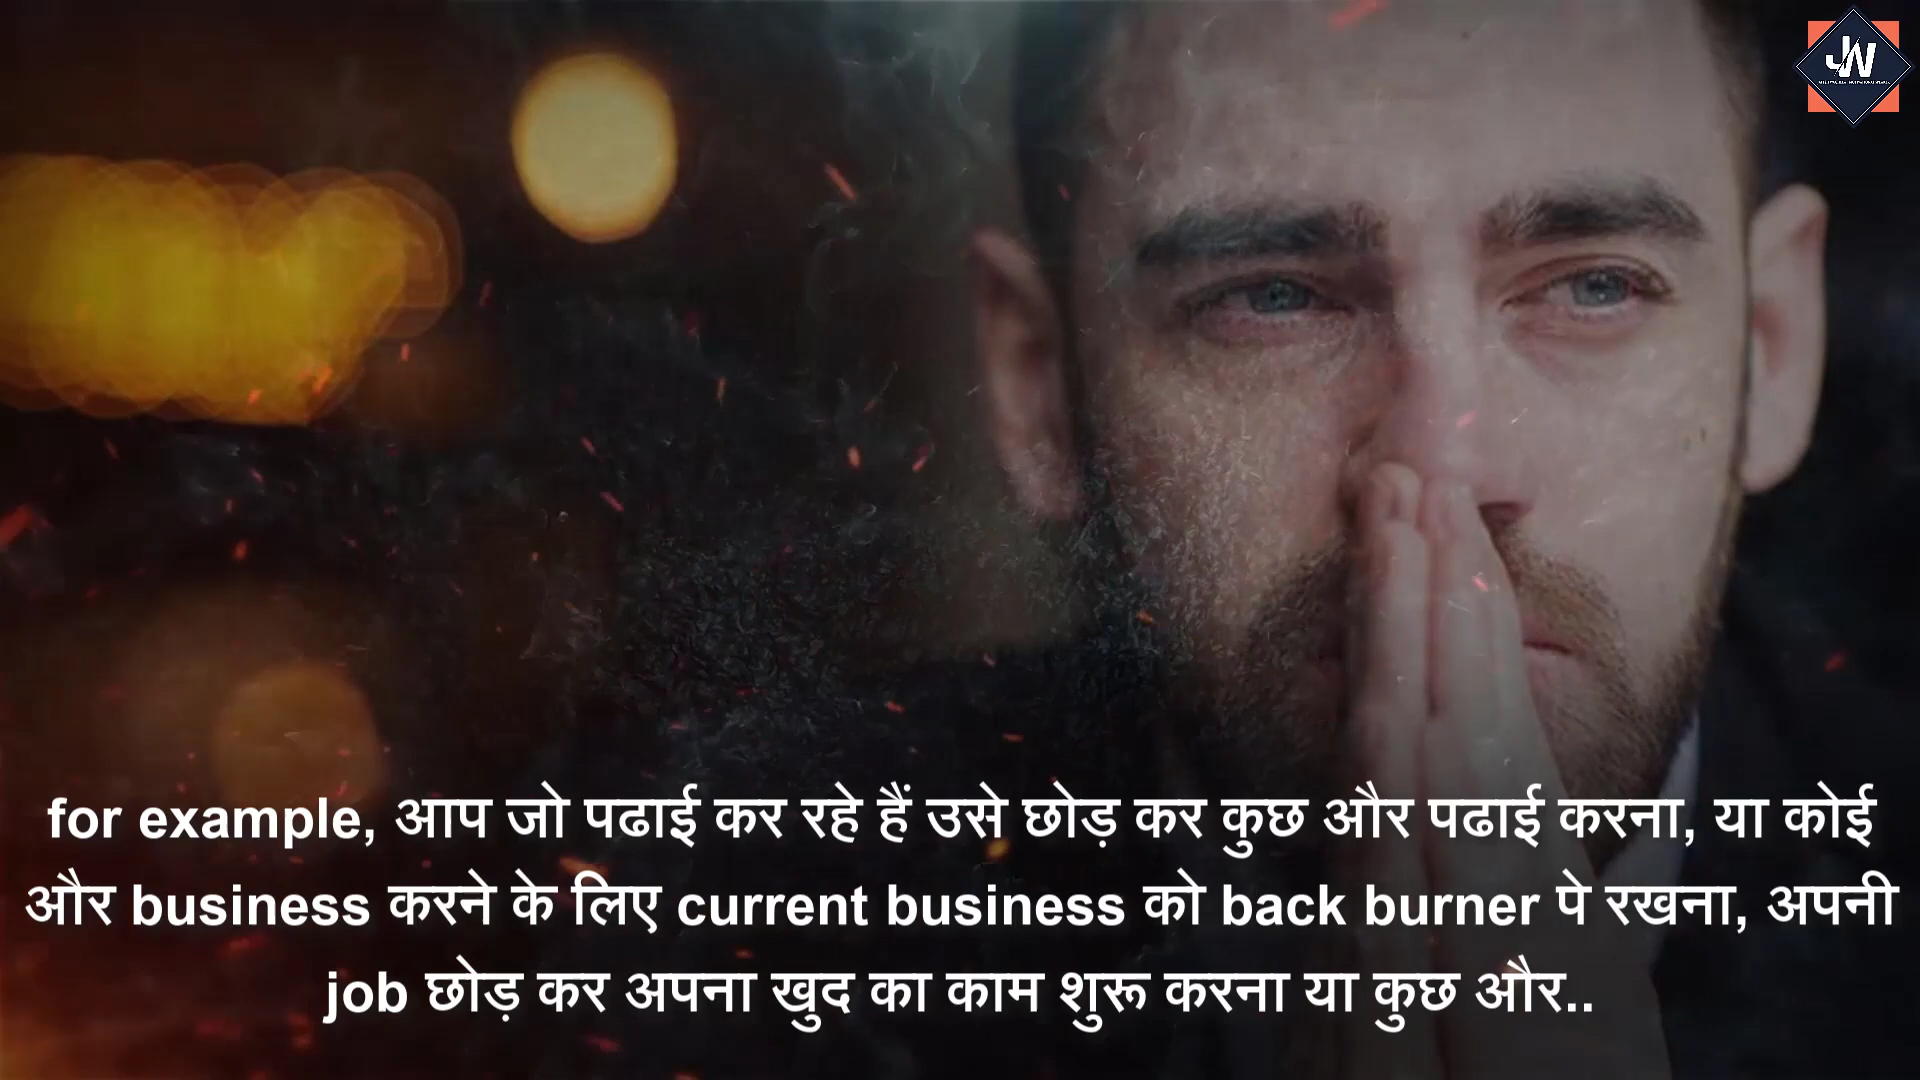 JW
for example, आप जो पढाई कर रहे हैं उसे छोड़ कर कुछ और पढाई करना, या कोई
और business करने के लिए current business को back burner पे रखना, अपनी
job छोड़ कर अपना खुद का काम शुरू करना या कुछ और..